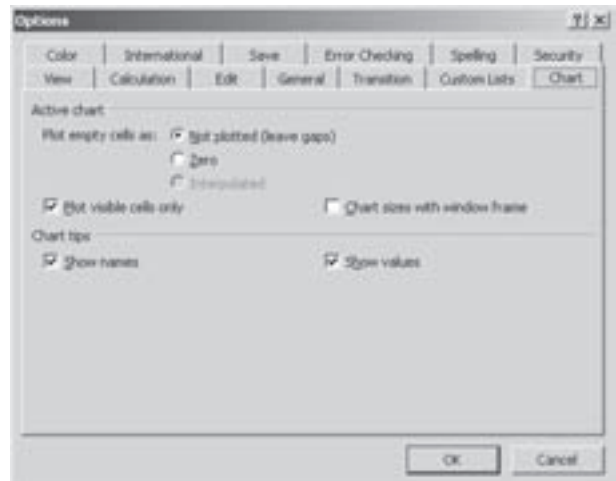 Options
Color International Save Error Checking Spelling Security
View Calculation Edit General Transition Custom Lists Chart
Active chart
Plot empty cells as: Not plotted (leave gaps)
Zero
Interpolated
Plot visible cells only Chart sizes with window frame
Chart tips
Show names Show values
OK Cancel